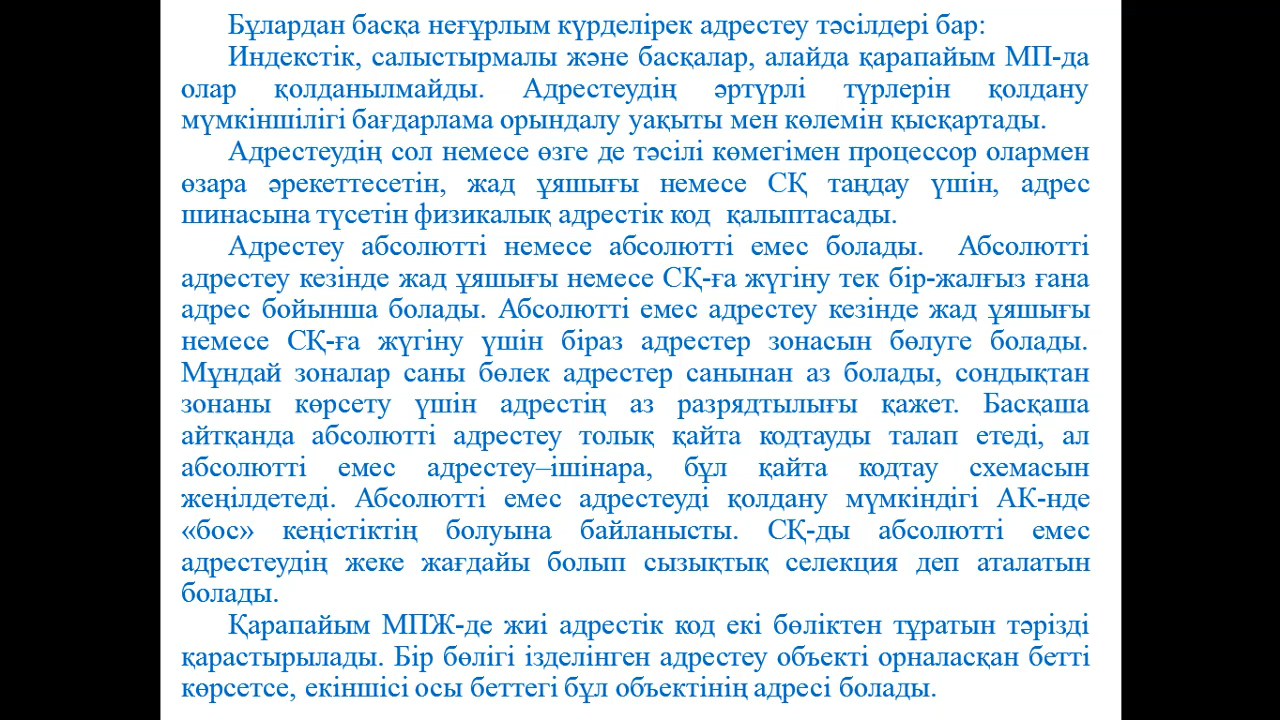 Бұлардан басқа неғұрлым күрделірек адрестеу тәсілдері бар:
Индекстік, салыстырмалы және басқалар, алайда қарапайым МП-да
олар қолданылмайды. Адрестеудің әртүрлі түрлерін қолдану
мүмкіншілігі бағдарлама орындалу уақыты мен көлемін қысқартады.
Адрестеудің сол немесе өзге де тәсілі көмегімен процессор олармен
өзара әрекеттесетін, жад ұяшығы немесе СҚ таңдау үшін, адрес
шинасына түсетін физикалық адрестік код қалыптасады.
Адрестеу абсолютті немесе абсолютті емес болады. Абсолютті
адрестеу кезінде жад ұяшығы немесе СҚ-ға жүгіну тек бір-жалғыз ғана
адрес бойынша болады. Абсолютті емес адрестеу кезінде жад ұяшығы
немесе СҚ-ға жүгіну үшін біраз адрестер зонасын бөлуге болады.
Мұндай зоналар саны бөлек адрестер санынан аз болады, сондықтан
зонаны көрсету үшін адрестің аз разрядтылығы қажет. Басқаша
айтқанда абсолютті адрестеу толық қайта кодтауды талап етеді, ал
абсолютті емес адрестеу–ішінара, бұл қайта кодтау схемасын
жеңілдетеді. Абсолютті емес адрестеуді қолдану мүмкіндігі АК-нде
«бос» кеңістіктің болуына байланысты. СҚ-ды абсолютті емес
адрестеудің жеке жағдайы болып сызықтық селекция деп аталатын
болады.
Қарапайым МПЖ-де жиі адрестік код екі бөліктен тұратын тәрізді
қарастырылады. Бір бөлігі ізделінген адрестеу объекті орналасқан бетті
көрсетсе, екіншісі осы беттегі бұл объектінің адресі болады.